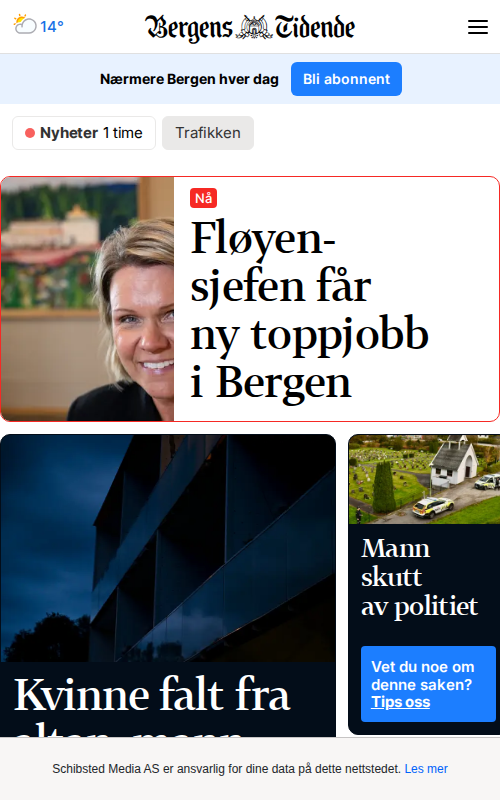 14°
Bergens Tidende
Nærmere Bergen hver dag
Bli abonnent
Nyheter 1 time
Trafikken
Nå
Fløyen-
sjefen får
ny toppjobb
i Bergen
Mann
skutt
av politiet
Vet du noe om
denne saken?
Tips oss
Kvinne falt fra
altan, mann
Schibsted Media AS er ansvarlig for dine data på dette nettstedet. Les mer